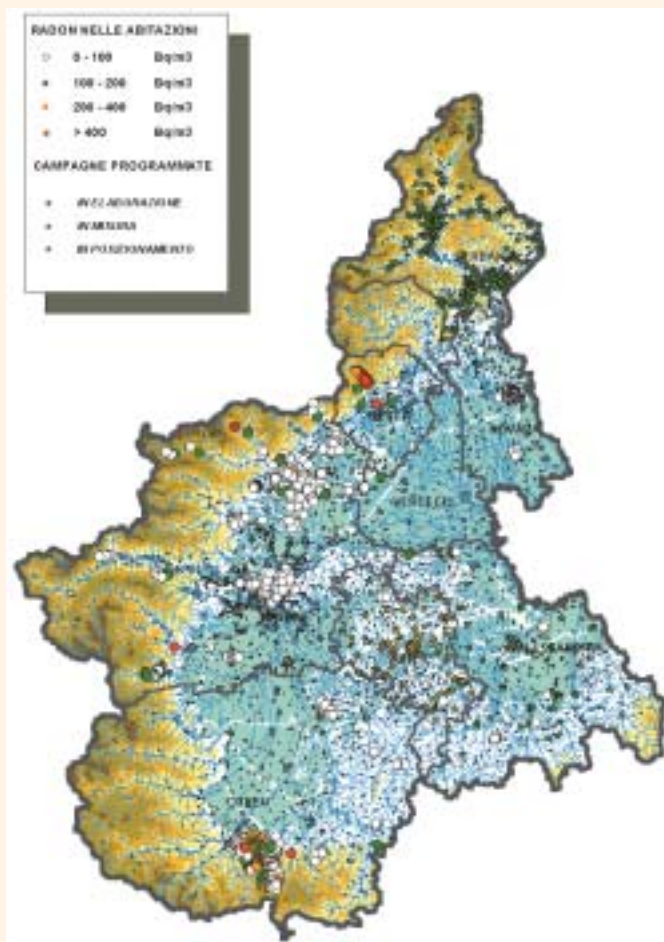 RADON NELLE ABITAZIONI
0 - 100 Bq/m3
100 - 200 Bq/m3
200 - 400 Bq/m3
> 400 Bq/m3
CAMPAGNE PROGRAMMATE
IN ELABORAZIONE
IN MISURA
IN POSIZIONAMENTO
VERCELLI
CUNEO